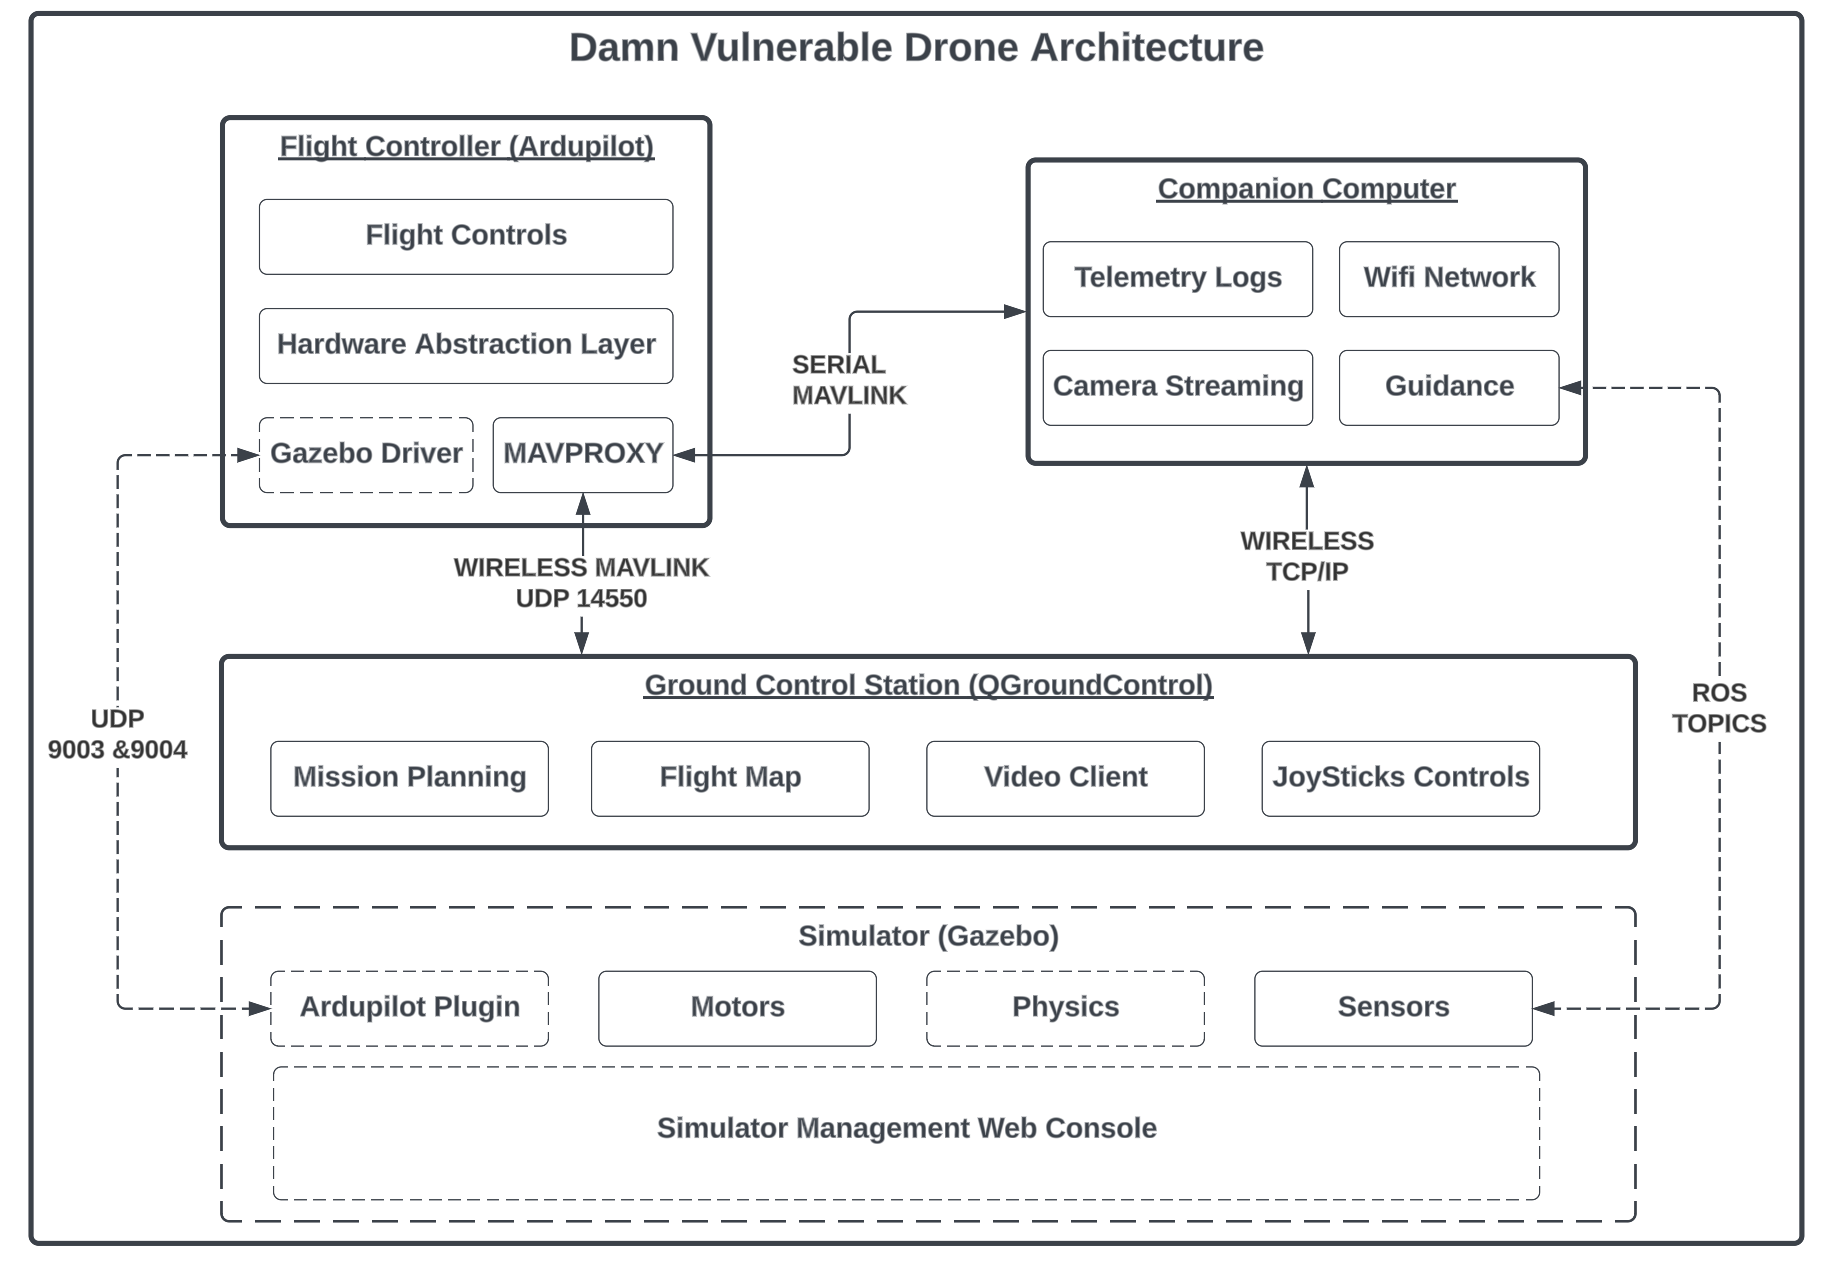 Damn Vulnerable Drone Architecture
Flight Controller (Ardupilot)
Flight Controls
Hardware Abstraction Layer
Gazebo Driver
MAVPROXY
Companion Computer
Telemetry Logs
Wifi Network
Camera Streaming
Guidance
SERIAL
MAVLINK
WIRELESS MAVLINK
UDP 14550
WIRELESS
TCP/IP
Ground Control Station (QGroundControl)
Mission Planning
Flight Map
Video Client
JoySticks Controls
UDP
9003 &9004
ROS
TOPICS
Simulator (Gazebo)
Ardupilot Plugin
Motors
Physics
Sensors
Simulator Management Web Console